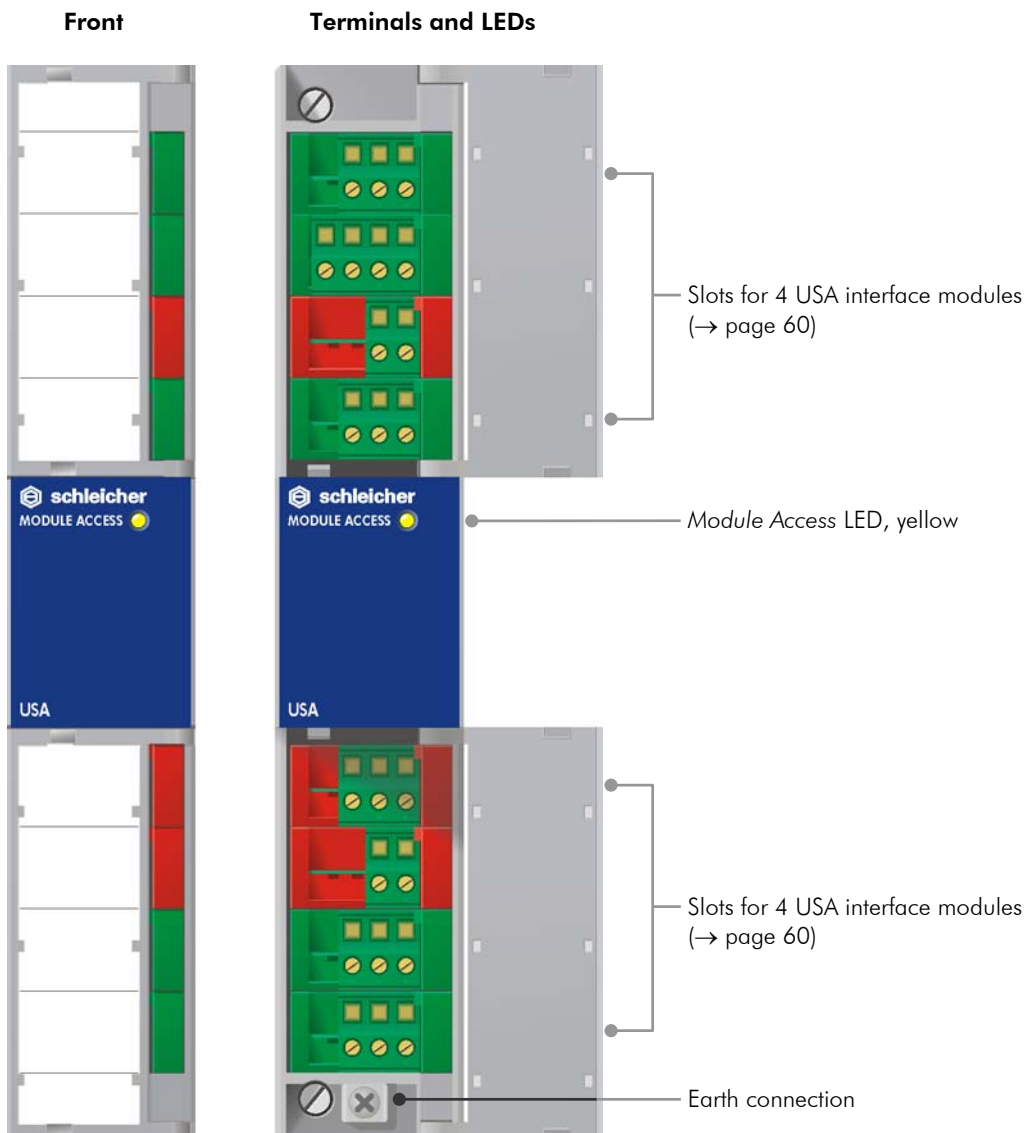 Front
Terminals and LEDs
Slots for 4 USA interface modules
(→ page 60)
schleicher
MODULE ACCESS
schleicher
MODULE ACCESS
Module Access LED, yellow
USA
USA
Slots for 4 USA interface modules
(→ page 60)
Earth connection